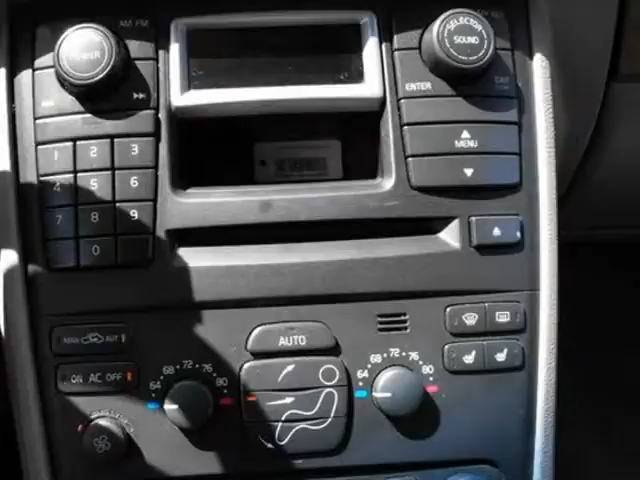 AM FM
POWER
SELECTOR
SOUND
ENTER
EXIT
MENU
1 2 3
4 5 6
7 8 9
0
MAN AUT
AUTO
ON AC OFF
64 68 72 76 80
64 68 72 76 80